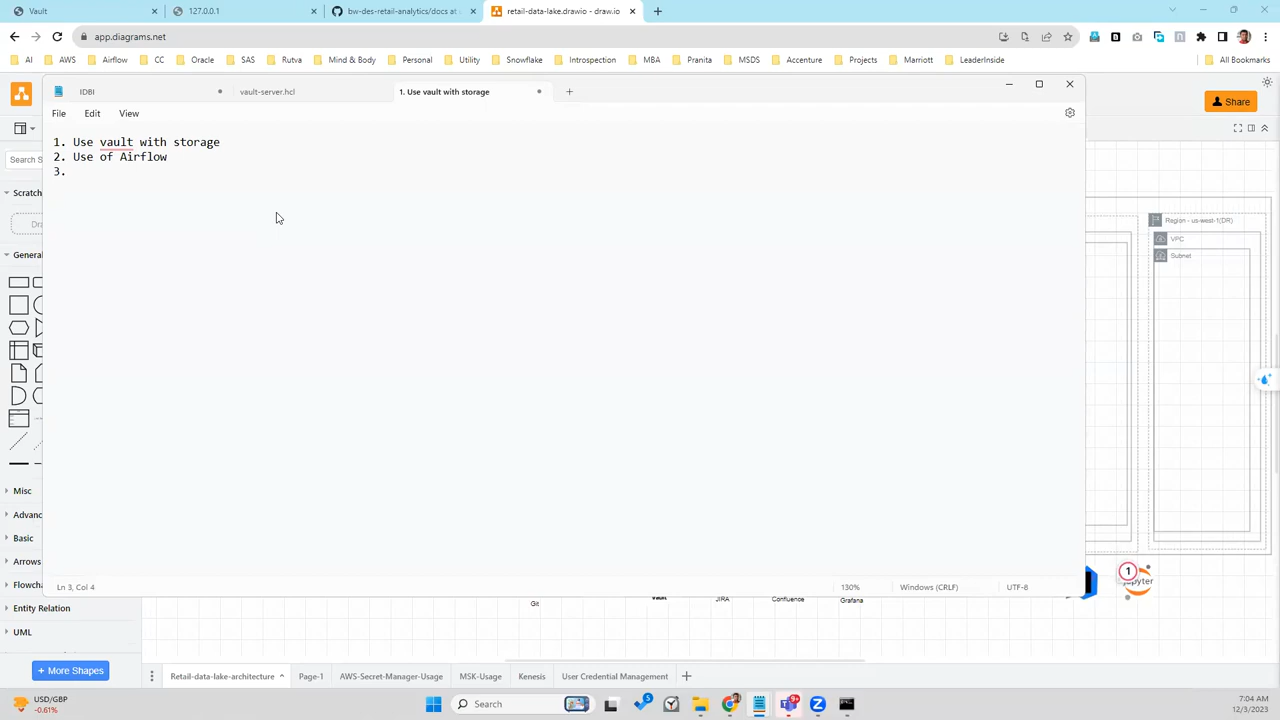 Vault
127.0.0.1
bw-des-retail-analytics/docs at
retail-data-lake.drawio - draw.io
app.diagrams.net
AI
AWS
Airflow
CC
Oracle
SAS
Rutva
Mind & Body
Personal
Utility
Snowflake
Introspection
MBA
Pranita
MSDS
Accenture
Projects
Marriott
LeaderInside
All Bookmarks
IDBI
vault-server.hcl
1. Use vault with storage
File
Edit
View
Share
1. Use vault with storage
2. Use of Airflow
3.
Search S
Scratch
Dra
General
Region - us-west-1(DR)
VPC
Subnet
Misc
Advan
Basic
Arrows
Flowcha
Entity Relation
UML
Ln 3, Col 4
130%
Windows (CRLF)
UTF-8
1
jupyter
Git
Vault
JIRA
Confluence
Grafana
+ More Shapes
Retail-data-lake-architecture
Page-1
AWS-Secret-Manager-Usage
MSK-Usage
Kenesis
User Credential Management
USD/GBP
-0.61%
Search
5
9+
7:04 AM
12/3/2023